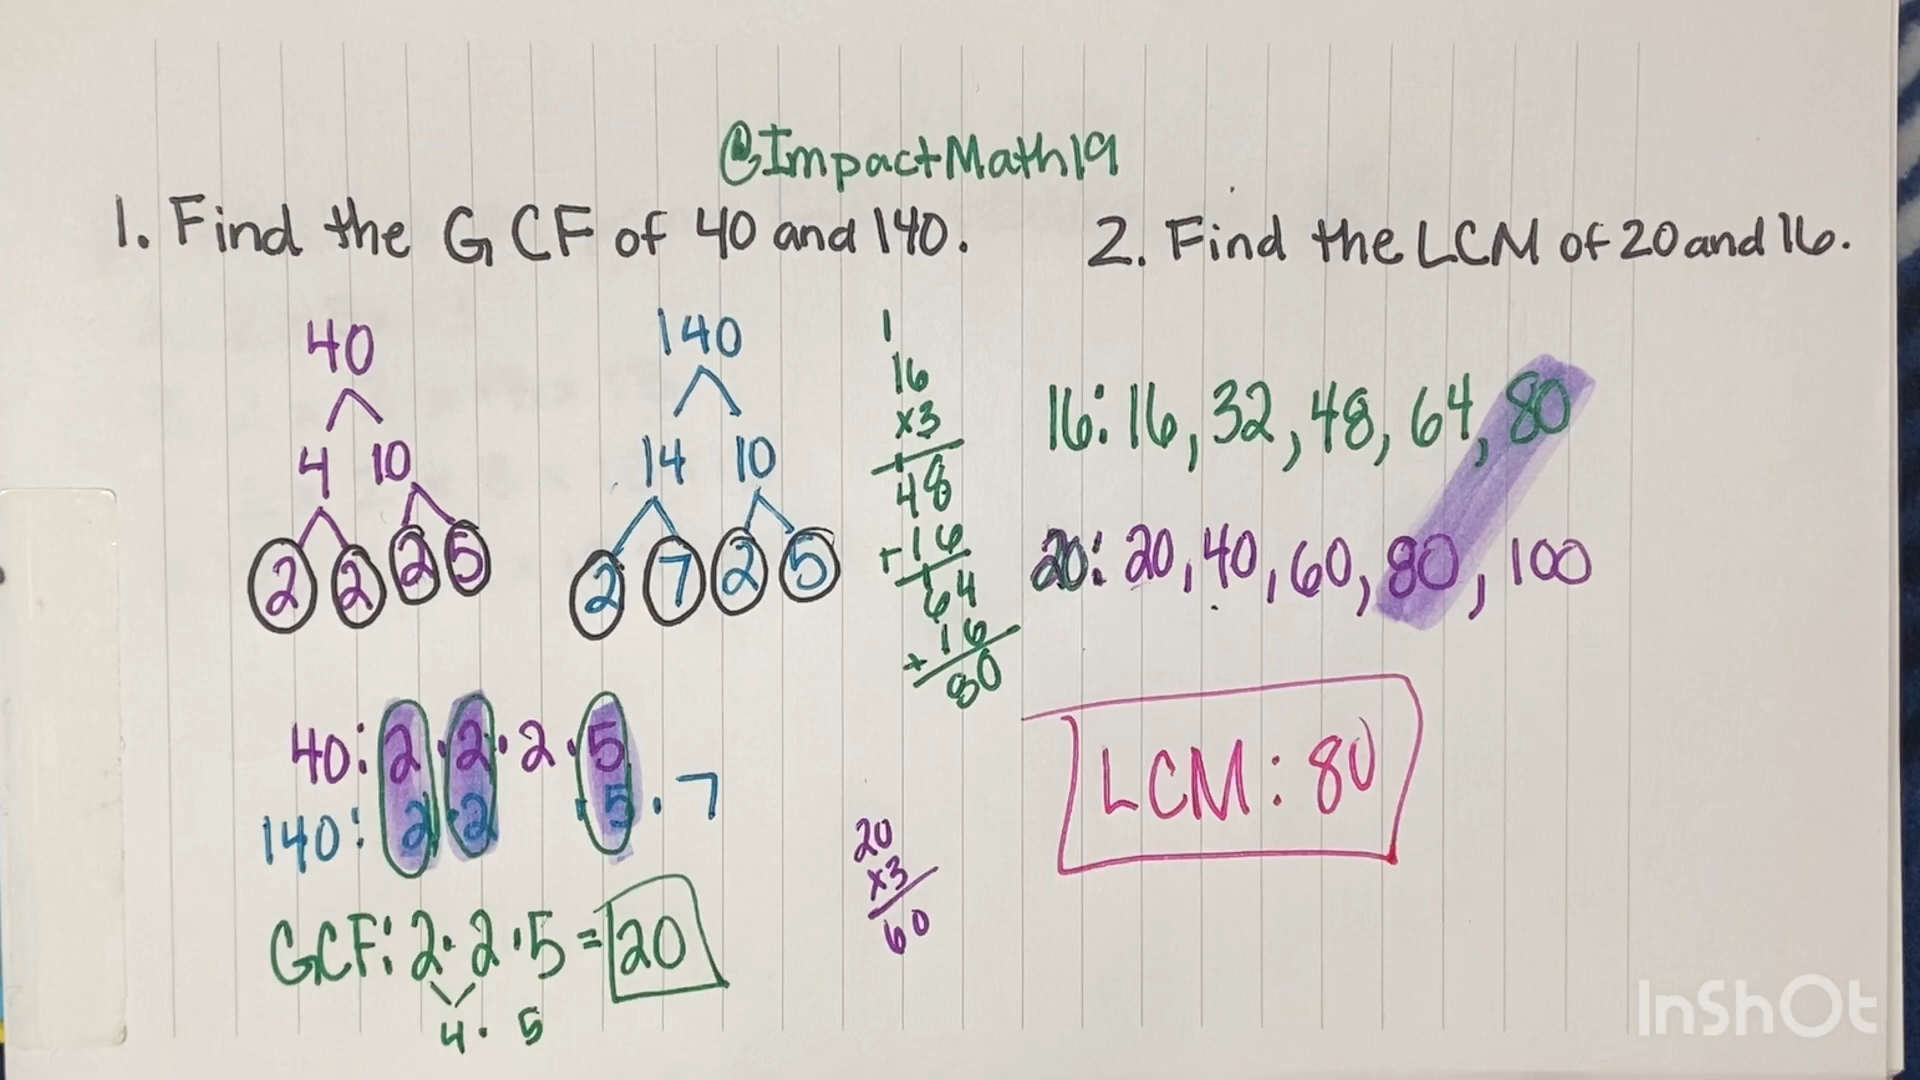 @ImpactMath19
1. Find the GCF of 40 and 140.
40
4 10
2 2 2 5
140
14 10
2 7 2 5
40: 2 · 2 · 2 · 5
140: 2 · 2 · 5 · 7
GCF: 2 · 2 · 5 = 20
4 · 5
1
16
x3
48
+16
64
+16
80
20
x3
60
2. Find the LCM of 20 and 16.
16: 16, 32, 48, 64, 80
20: 20, 40, 60, 80, 100
LCM: 80
InShOt